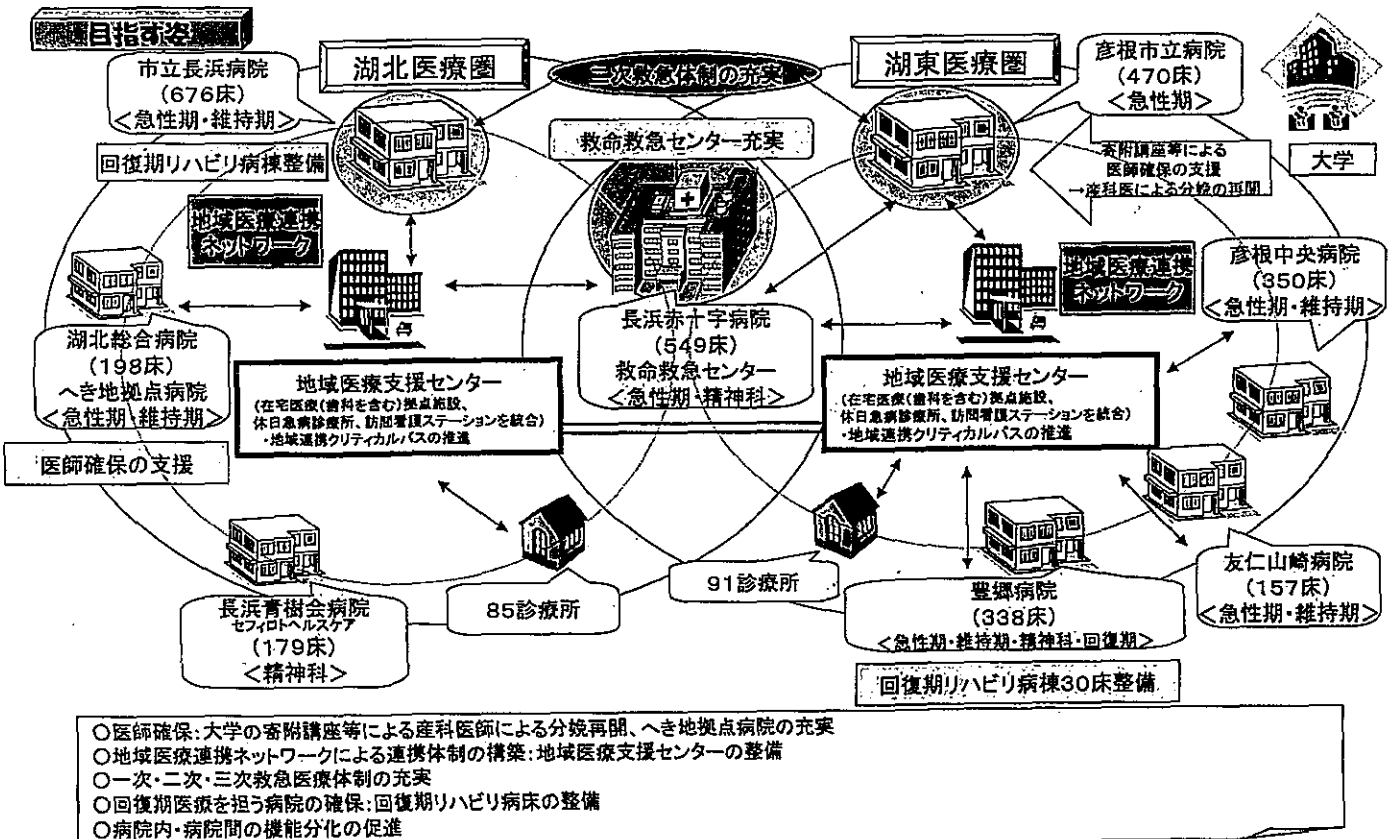 目指す姿
湖北医療圏
二次救急体制の充実
湖東医療圏
市立長浜病院
(676床)
<急性期・維持期>
回復期リハビリ病棟整備
救命救急センター充実
彦根市立病院
(470床)
<急性期>
大学
寄附講座等による
医師確保の支援
→産科医による分娩の再開
地域医療連携
ネットワーク
地域医療連携
ネットワーク
彦根中央病院
(350床)
<急性期・維持期>
湖北総合病院
(198床)
へき地拠点病院
<急性期・維持期>
医師確保の支援
長浜赤十字病院
(549床)
救命救急センター
<急性期・精神科>
地域医療支援センター
(在宅医療(歯科を含む)拠点施設、
休日急病診療所、訪問看護ステーションを統合)
・地域連携クリティカルパスの推進
地域医療支援センター
(在宅医療(歯科を含む)拠点施設、
休日急病診療所、訪問看護ステーションを統合)
・地域連携クリティカルパスの推進
長浜青樹会病院
セフィロトヘルスケア
(179床)
<精神科>
85診療所
91診療所
豊郷病院
(338床)
<急性期・維持期・精神科・回復期>
回復期リハビリ病棟30床整備
友仁山崎病院
(157床)
<急性期・維持期>
○医師確保:大学の寄附講座等による産科医師による分娩再開、へき地拠点病院の充実
○地域医療連携ネットワークによる連携体制の構築:地域医療支援センターの整備
○一次・二次・三次救急医療体制の充実
○回復期医療を担う病院の確保:回復期リハビリ病床の整備
○病院内・病院間の機能分化の促進